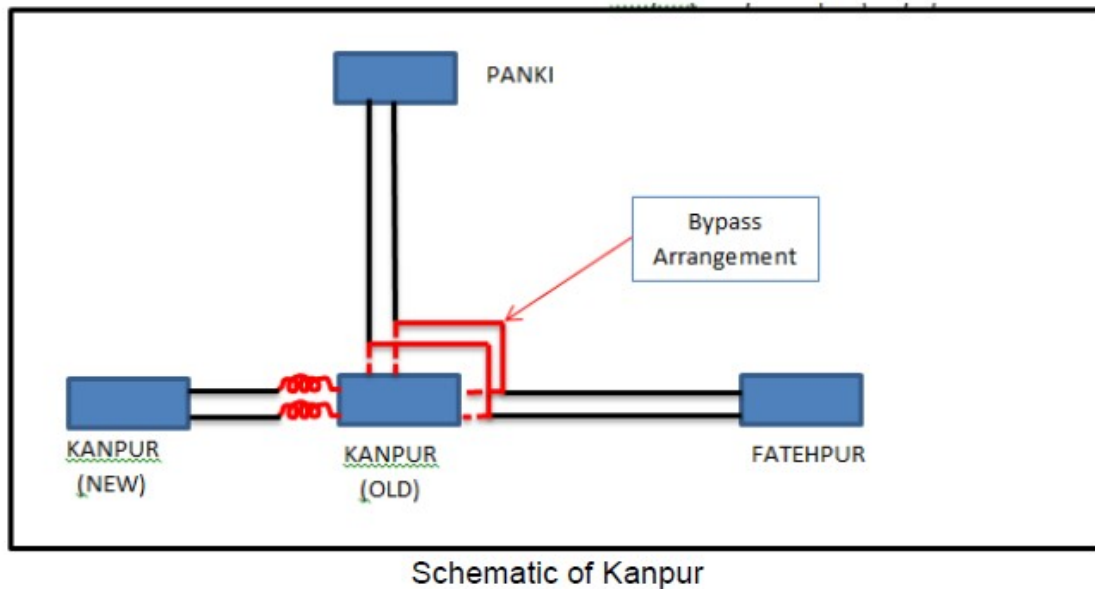 PANKI
Bypass
Arrangement
KANPUR
(NEW)
KANPUR
(OLD)
FATEHPUR
Schematic of Kanpur